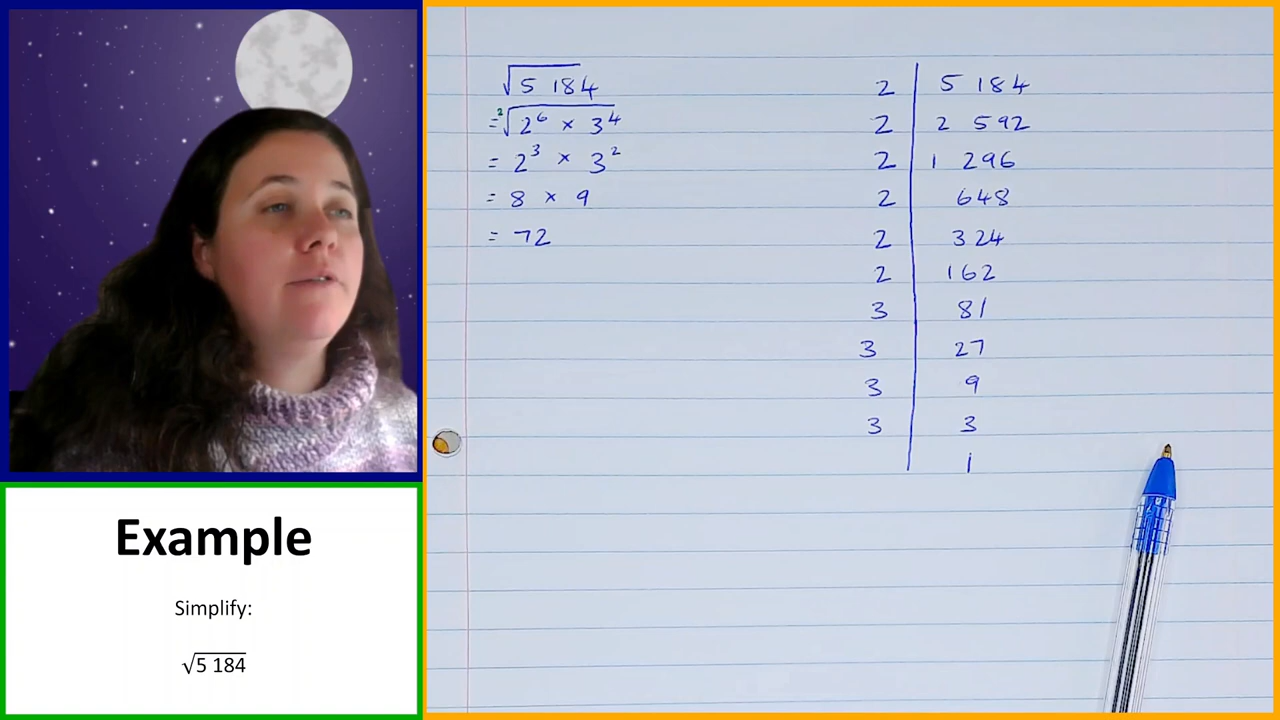 √5 184
= ²√2⁶ × 3⁴
= 2³ × 3²
= 8 × 9
= 72
2 | 5 184
2 | 2 592
2 | 1 296
2 | 648
2 | 324
2 | 162
3 | 81
3 | 27
3 | 9
3 | 3
| 1
Example
Simplify:
√5 184